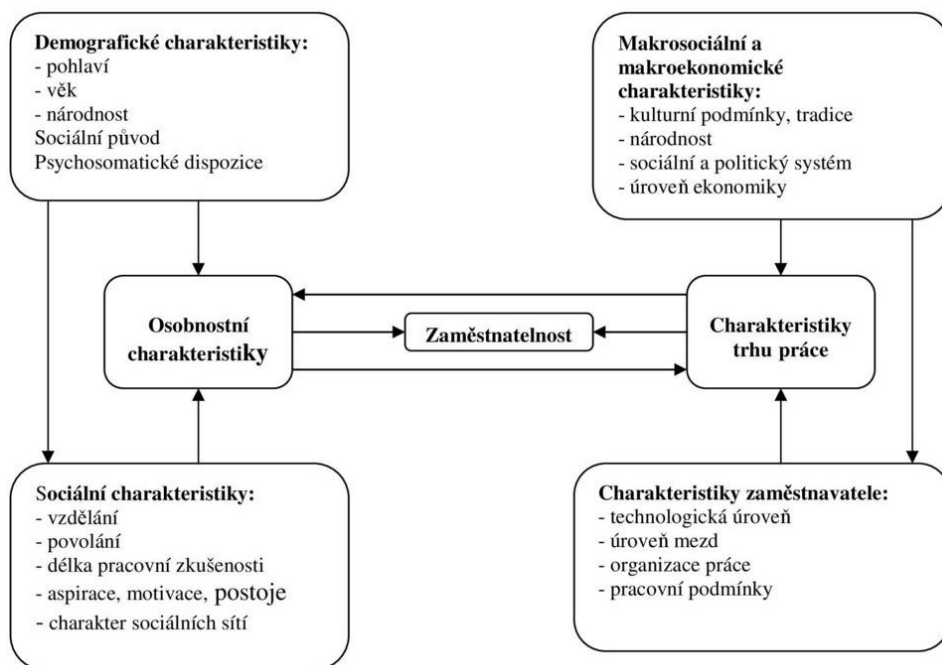 Demografické charakteristiky:
- pohlaví
- věk
- národnost
Sociální původ
Psychosomatické dispozice
Makrosociální a
makroekonomické
charakteristiky:
- kulturní podmínky, tradice
- národnost
- sociální a politický systém
- úroveň ekonomiky
Osobnostní
charakteristiky
Zaměstnatelnost
Charakteristiky
trhu práce
Sociální charakteristiky:
- vzdělání
- povolání
- délka pracovní zkušenosti
- aspirace, motivace, postoje
- charakter sociálních sítí
Charakteristiky zaměstnavatele:
- technologická úroveň
- úroveň mezd
- organizace práce
- pracovní podmínky